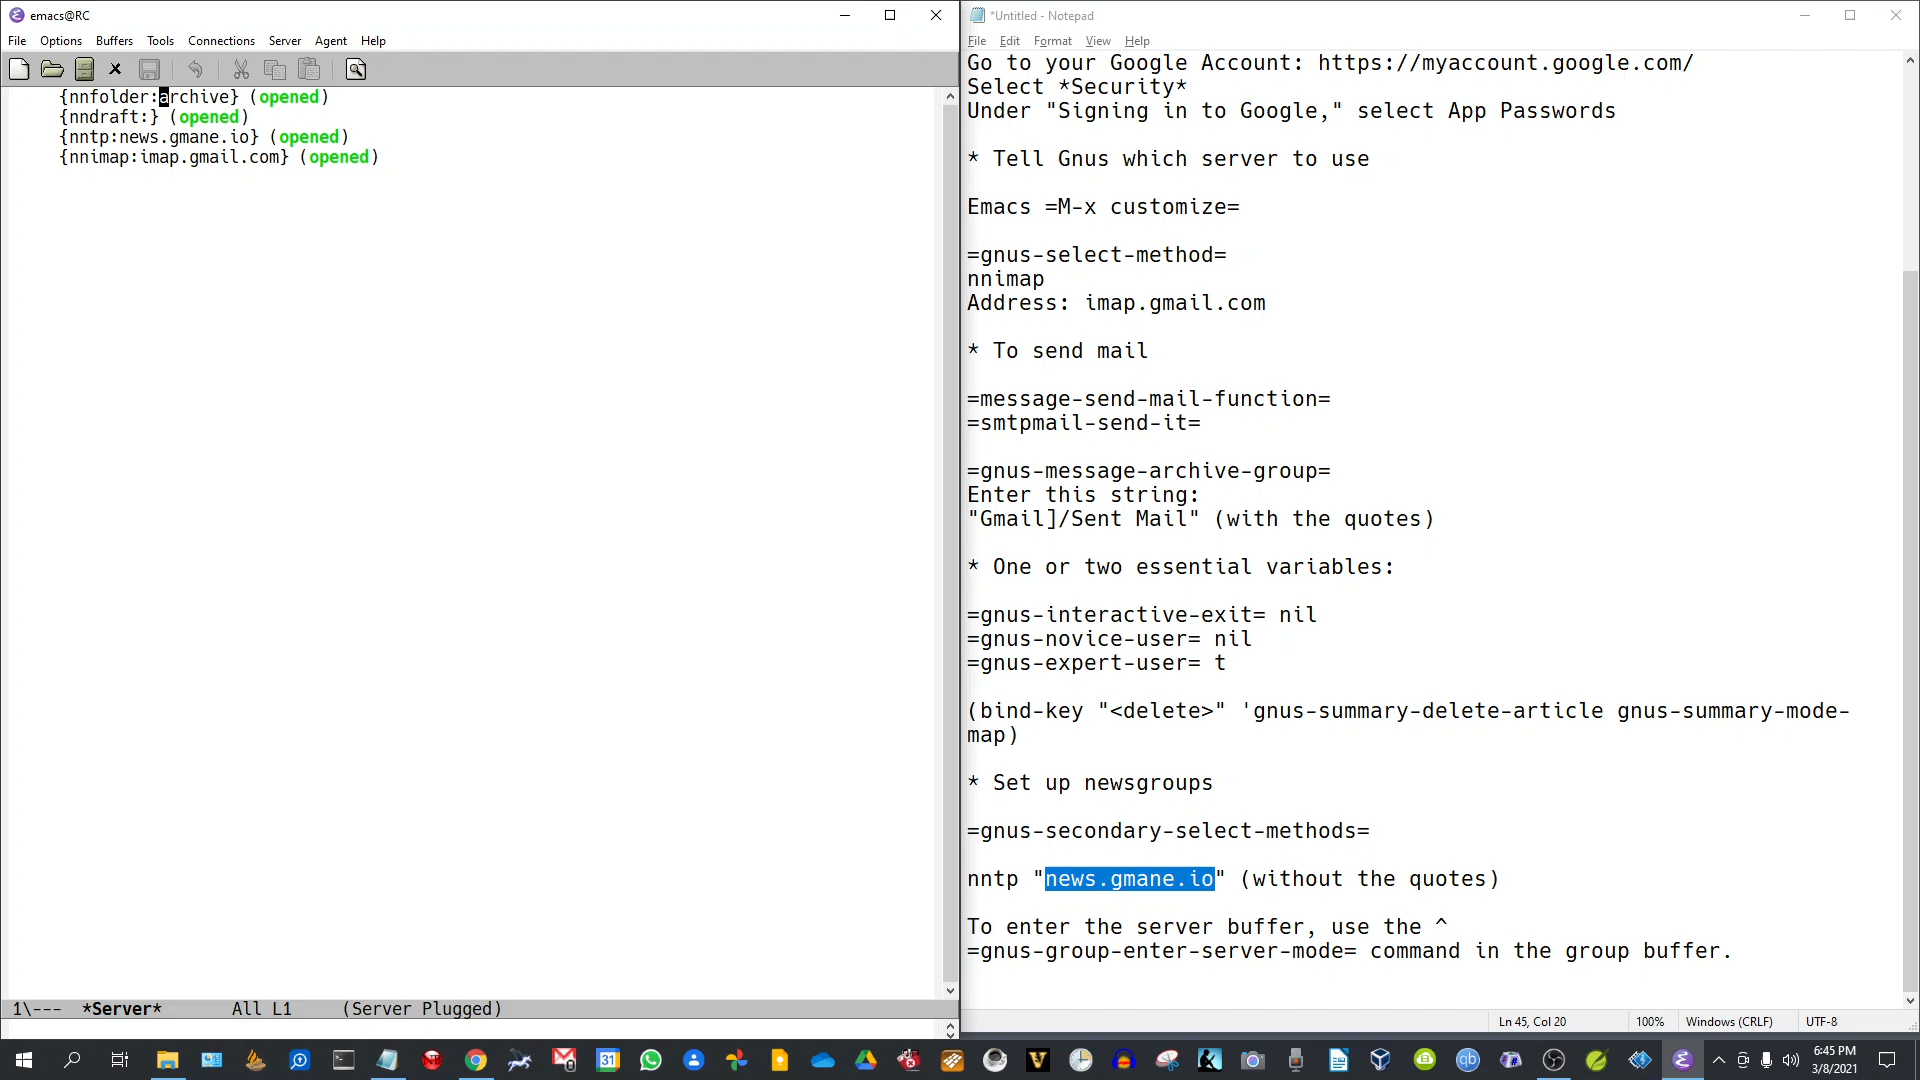 emacs@RC
File Options Buffers Tools Connections Server Agent Help
{nnfolder:archive} (opened)
{nndraft:} (opened)
{nntp:news.gmane.io} (opened)
{nnimap:imap.gmail.com} (opened)
1\--- *Server* All L1 (Server Plugged)
*Untitled - Notepad
File Edit Format View Help
Go to your Google Account: https://myaccount.google.com/
Select *Security*
Under "Signing in to Google," select App Passwords
* Tell Gnus which server to use
Emacs =M-x customize=
=gnus-select-method=
nnimap
Address: imap.gmail.com
* To send mail
=message-send-mail-function=
=smtpmail-send-it=
=gnus-message-archive-group=
Enter this string:
"Gmail]/Sent Mail" (with the quotes)
* One or two essential variables:
=gnus-interactive-exit= nil
=gnus-novice-user= nil
=gnus-expert-user= t
(bind-key "<delete>" 'gnus-summary-delete-article gnus-summary-mode-
map)
* Set up newsgroups
=gnus-secondary-select-methods=
nntp "news.gmane.io" (without the quotes)
To enter the server buffer, use the ^
=gnus-group-enter-server-mode= command in the group buffer.
Ln 45, Col 20 100% Windows (CRLF) UTF-8
31
qb
6:45 PM
3/8/2021